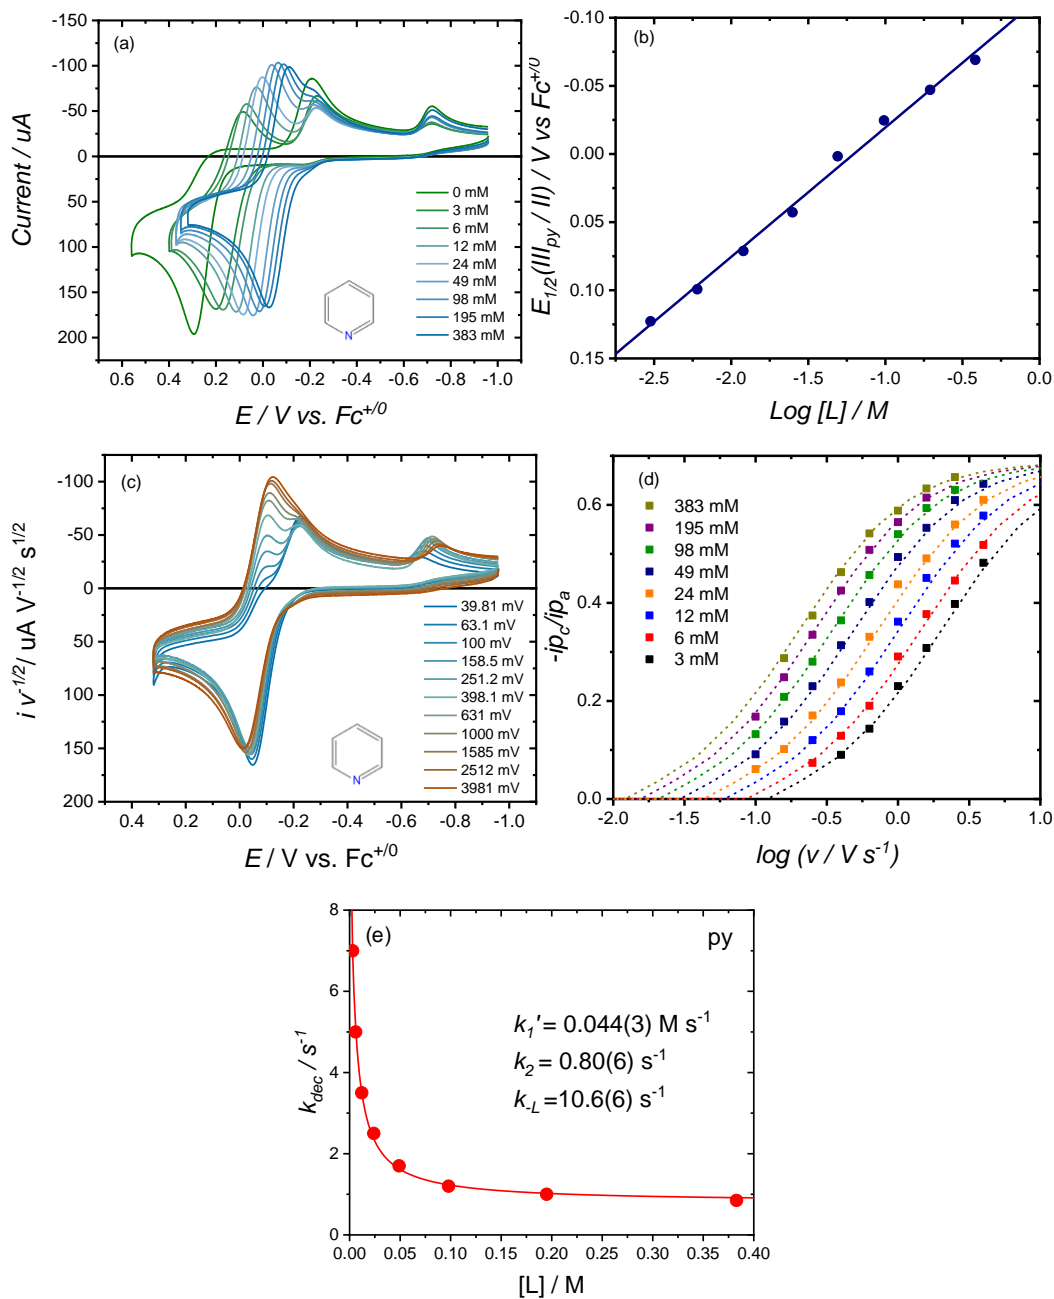 (a)
-150
-100
-50
0
50
100
150
200
Current / uA
0 mM
3 mM
6 mM
12 mM
24 mM
49 mM
98 mM
195 mM
383 mM
N
0.6 0.4 0.2 0.0 -0.2 -0.4 -0.6 -0.8 -1.0
E / V vs. Fc+/0
(b)
-0.10
-0.05
0.00
0.05
0.10
0.15
E1/2(IIIpy / II) / V vs Fc+/0
-2.5 -2.0 -1.5 -1.0 -0.5 0.0
Log [L] / M
(c)
-100
-50
0
50
100
150
200
i v-1/2/ uA V-1/2 s1/2
39.81 mV
63.1 mV
100 mV
158.5 mV
251.2 mV
398.1 mV
631 mV
1000 mV
1585 mV
2512 mV
3981 mV
N
0.4 0.2 0.0 -0.2 -0.4 -0.6 -0.8 -1.0
E / V vs. Fc+/0
(d)
0.6
0.4
0.2
0.0
-ipc/ipa
383 mM
195 mM
98 mM
49 mM
24 mM
12 mM
6 mM
3 mM
-2.0 -1.5 -1.0 -0.5 0.0 0.5 1.0
log (v / V s-1)
(e)
py
8
7
6
5
4
3
2
1
0
kdec / s-1
k1'= 0.044(3) M s-1
k2 = 0.80(6) s-1
k-L =10.6(6) s-1
0.00 0.05 0.10 0.15 0.20 0.25 0.30 0.35 0.40
[L] / M